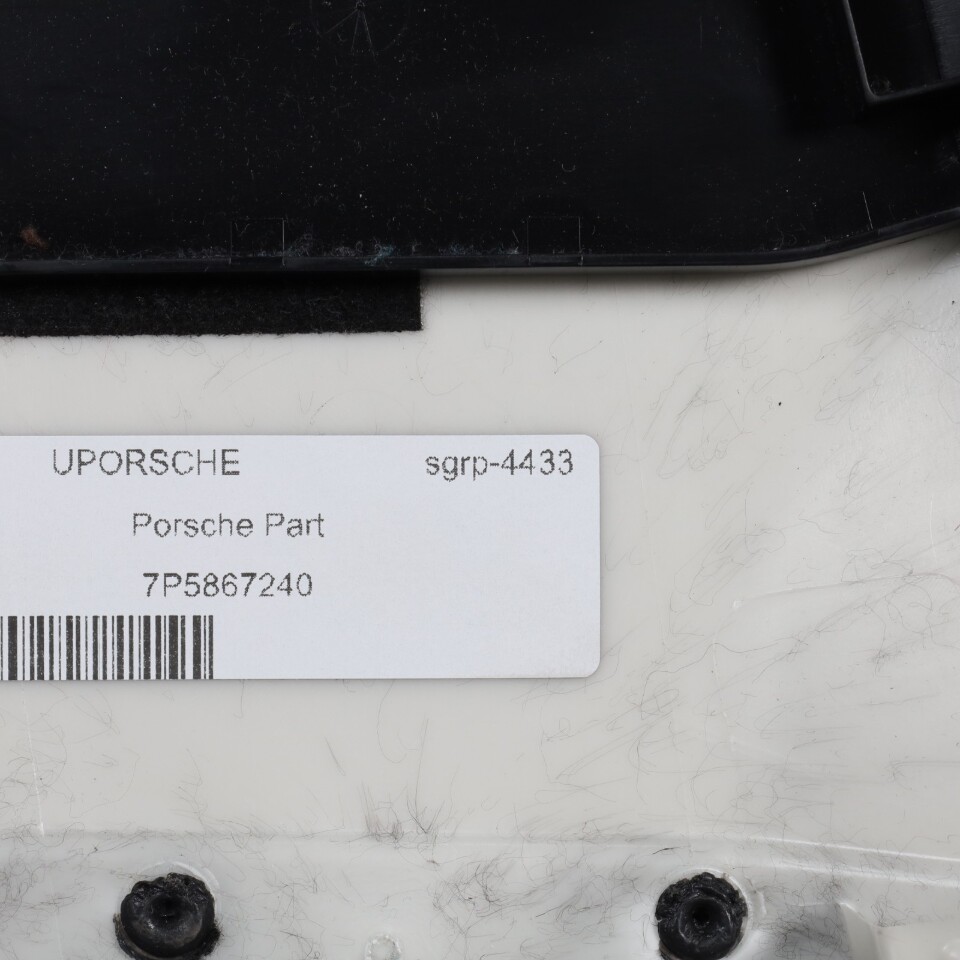 UPORSCHE sgrp-4433
Porsche Part
7P5867240